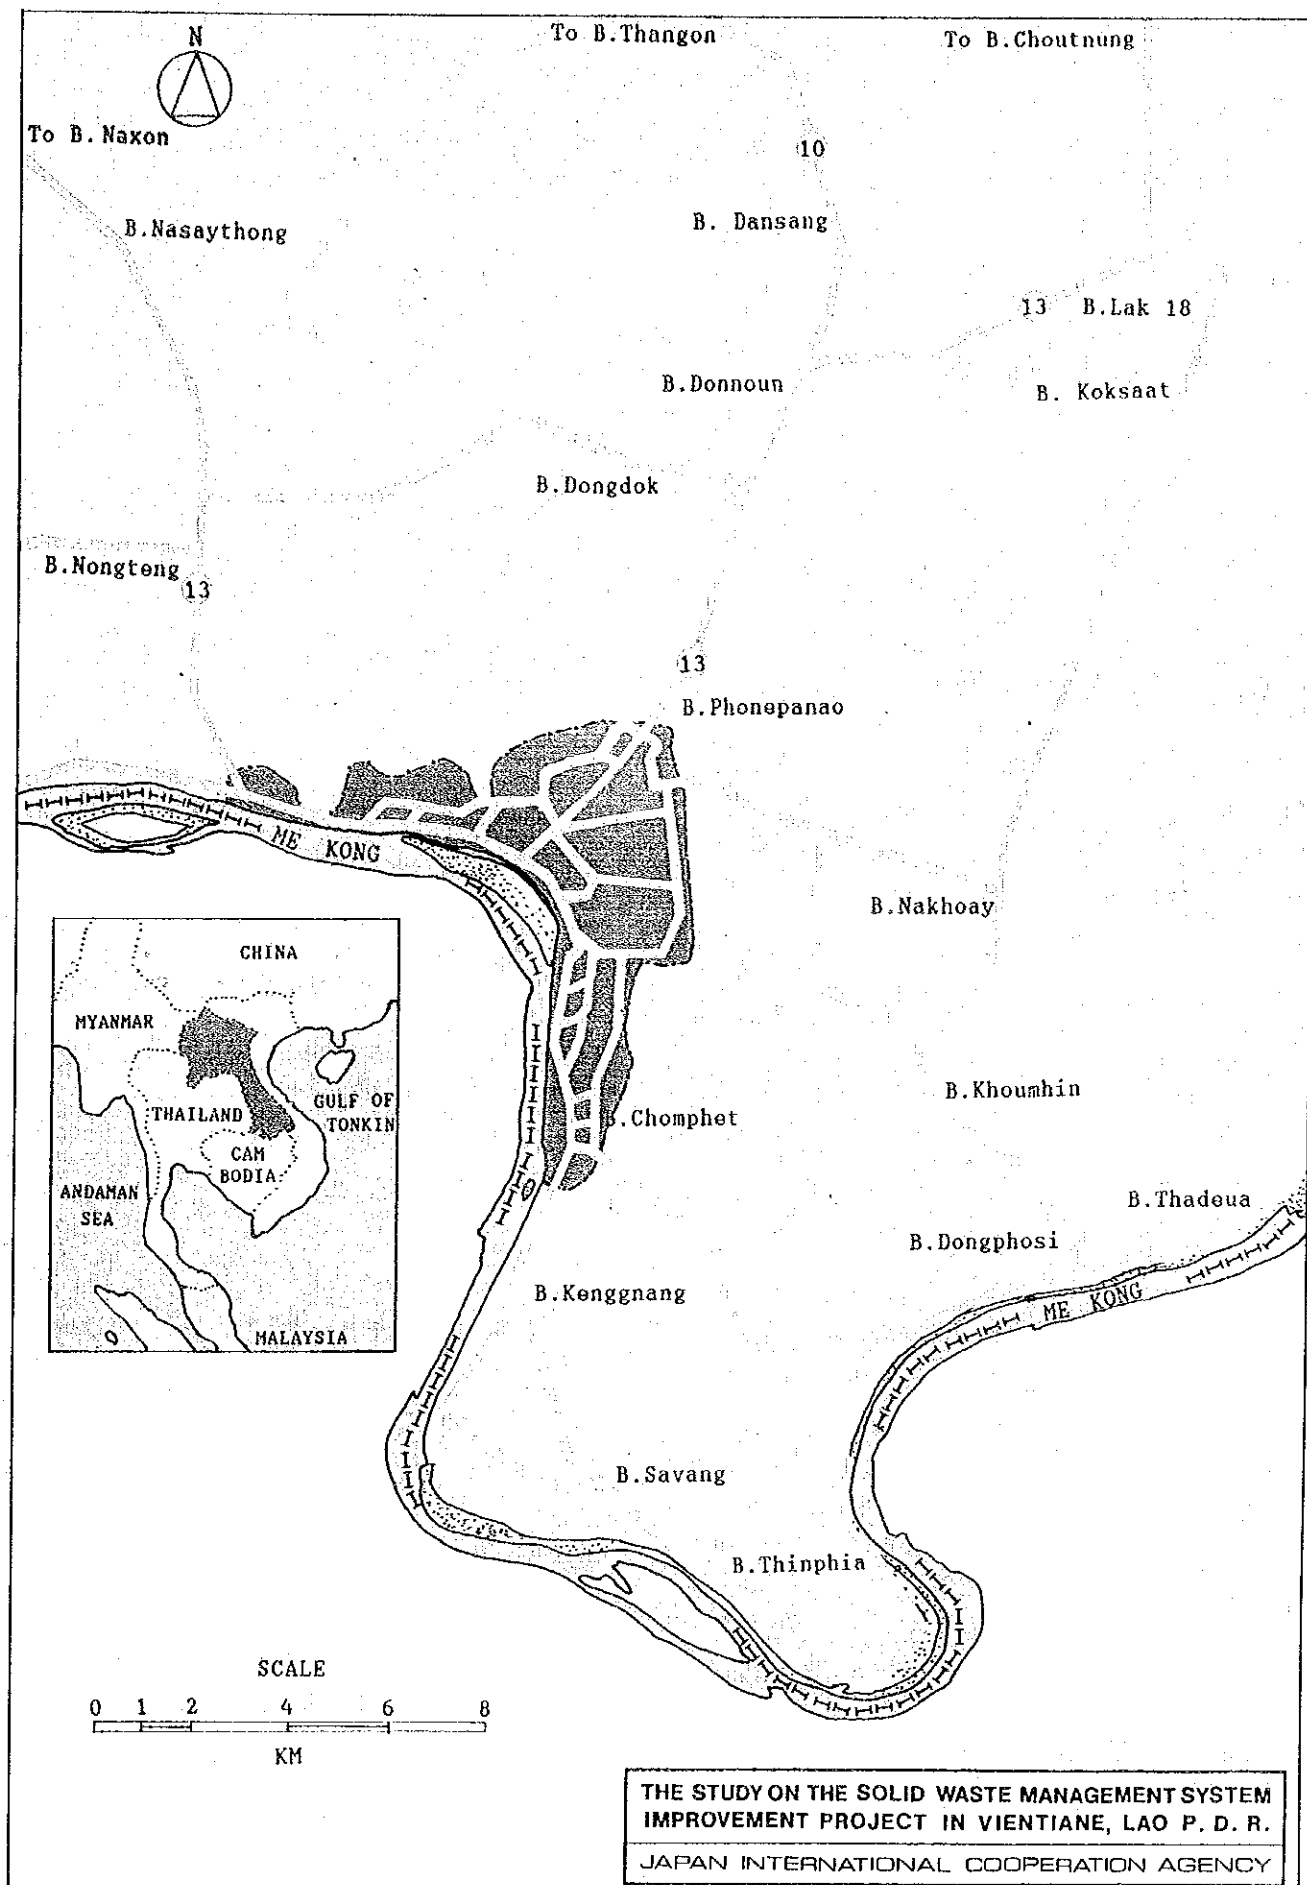 N
To B.Thangon
To B.Choutnung
To B.Naxon
10
B.Nasaythong
B. Dansang
13
B.Lak 18
B.Donnoun
B. Koksaat
B.Dongdok
B.Nongteng
13
13
B.Phonepanao
ME KONG
B.Nakhoay
CHINA
MYANMAR
THAILAND
GULF OF
TONKIN
CAM
BODIA
ANDAMAN
SEA
MALAYSIA
B.Khoumhin
B.Chomphet
B.Thadeua
B.Dongphosi
B.Kenggnang
ME KONG
B.Savang
B.Thinphia
SCALE
0 1 2 4 6 8
KM
THE STUDY ON THE SOLID WASTE MANAGEMENT SYSTEM
IMPROVEMENT PROJECT IN VIENTIANE, LAO P. D. R.
JAPAN INTERNATIONAL COOPERATION AGENCY